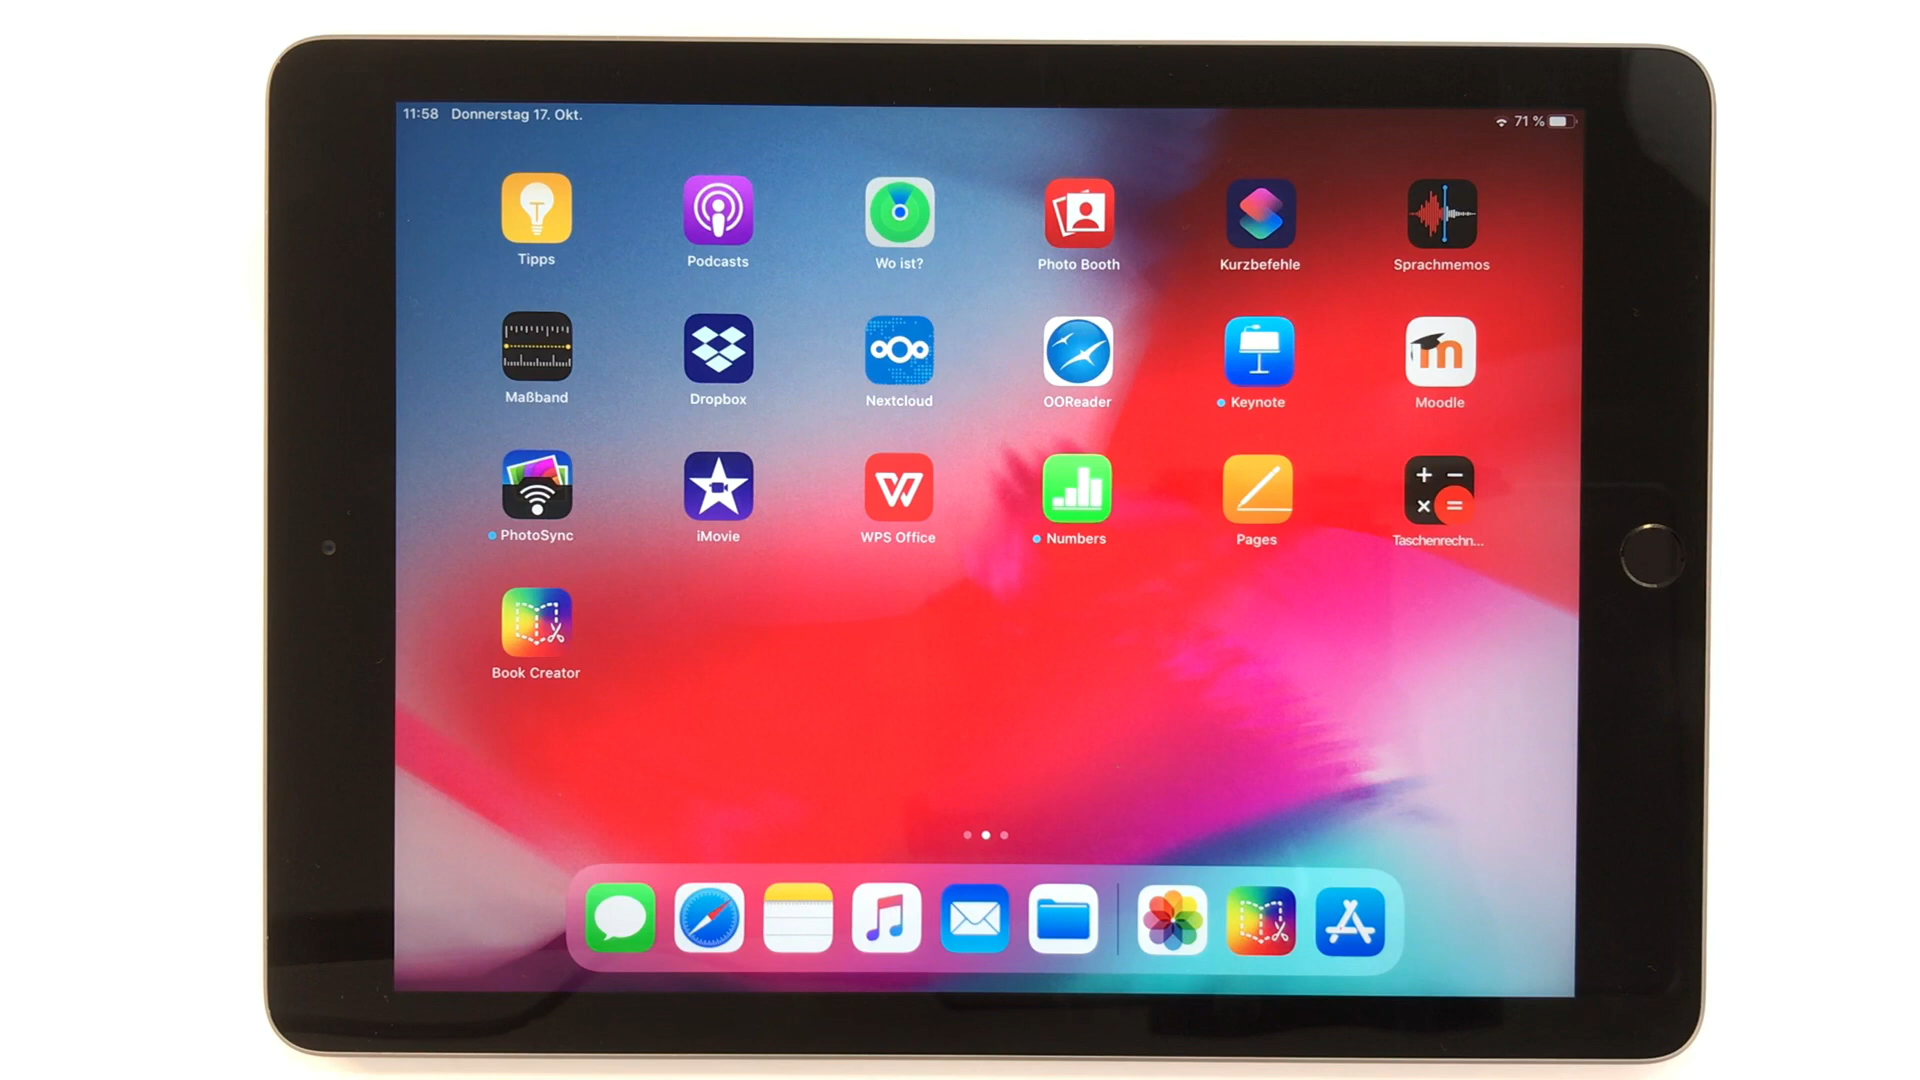 11:58 Donnerstag 17. Okt.
71 %
Tipps
Podcasts
Wo ist?
Photo Booth
Kurzbefehle
Sprachmemos
Maßband
Dropbox
Nextcloud
OOReader
Keynote
Moodle
PhotoSync
iMovie
WPS Office
Numbers
Pages
Taschenrechn...
Book Creator